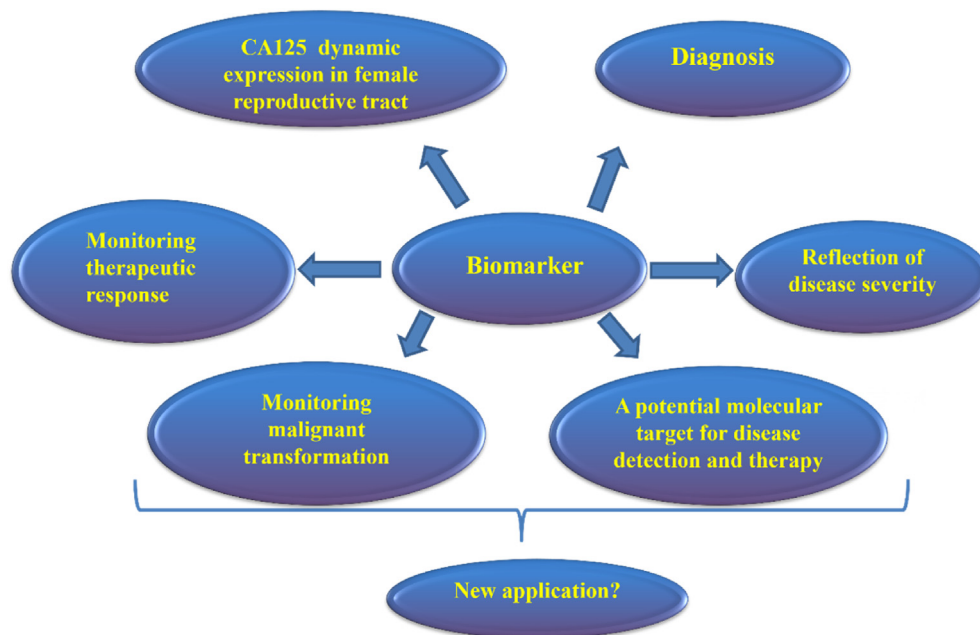 CA125 dynamic
expression in female
reproductive tract
Diagnosis
Monitoring
therapeutic
response
Biomarker
Reflection of
disease severity
Monitoring
malignant
transformation
A potential molecular
target for disease
detection and therapy
New application?